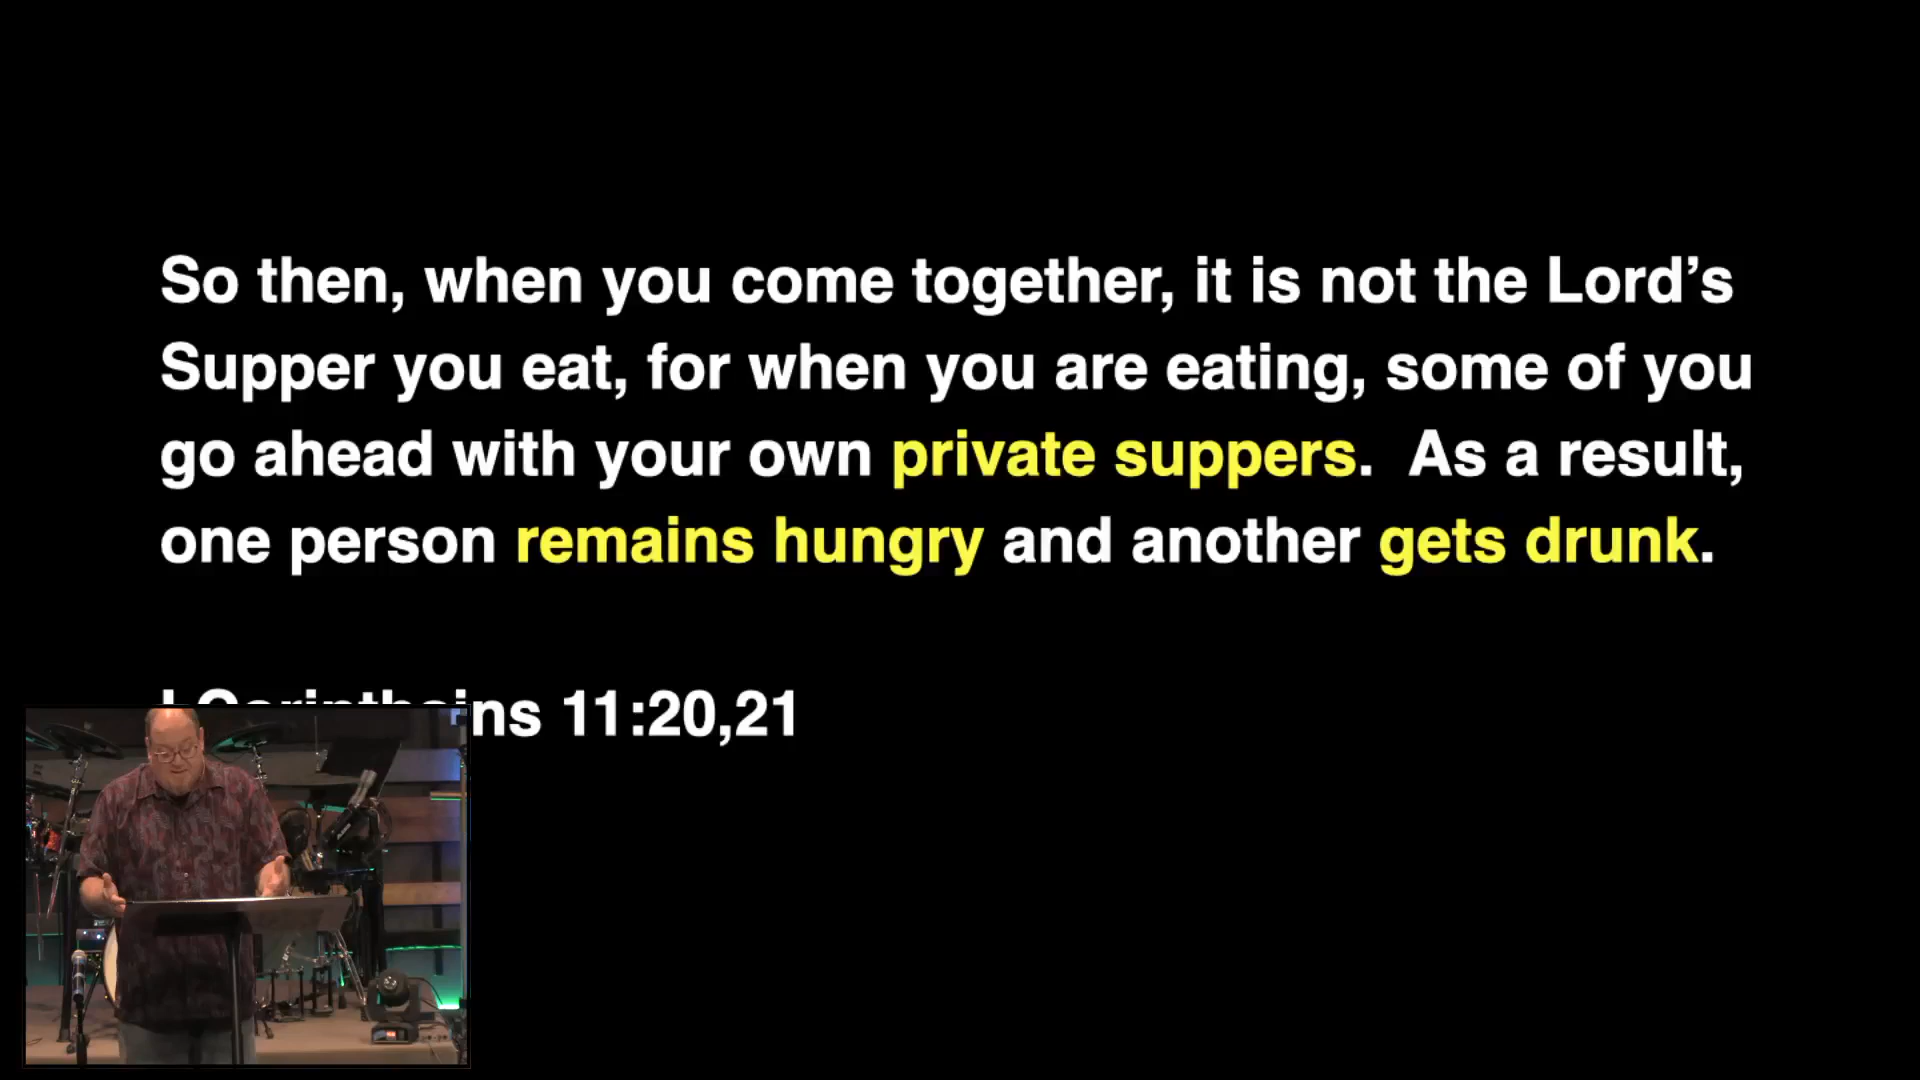 So then, when you come together, it is not the Lord’s
Supper you eat, for when you are eating, some of you
go ahead with your own private suppers.  As a result,
one person remains hungry and another gets drunk.
I Corinthains 11:20,21